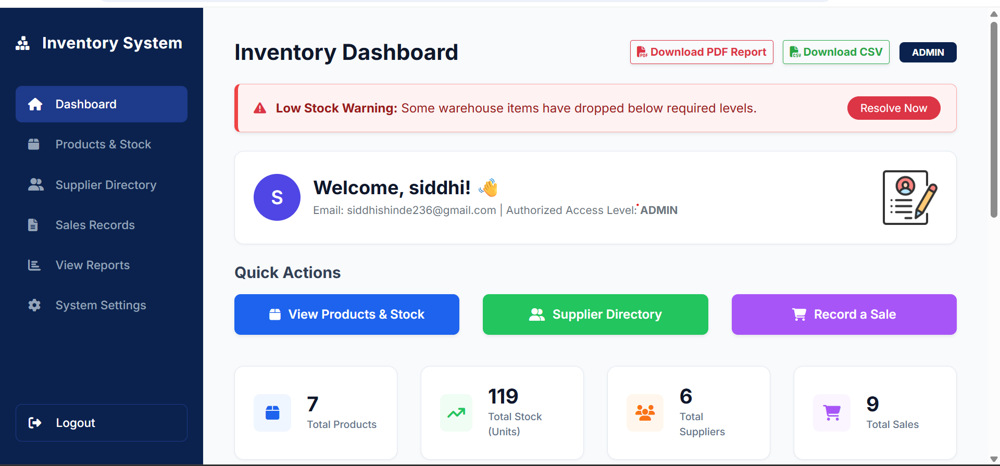 Inventory System
Dashboard
Products & Stock
Supplier Directory
Sales Records
View Reports
System Settings
Logout
Inventory Dashboard
PDF Download PDF Report
CSV Download CSV
ADMIN
Low Stock Warning: Some warehouse items have dropped below required levels.
Resolve Now
S
Welcome, siddhi! 👋
Email: siddhishinde236@gmail.com | Authorized Access Level: ADMIN
Quick Actions
View Products & Stock
Supplier Directory
Record a Sale
7
Total Products
119
Total Stock
(Units)
6
Total
Suppliers
9
Total Sales